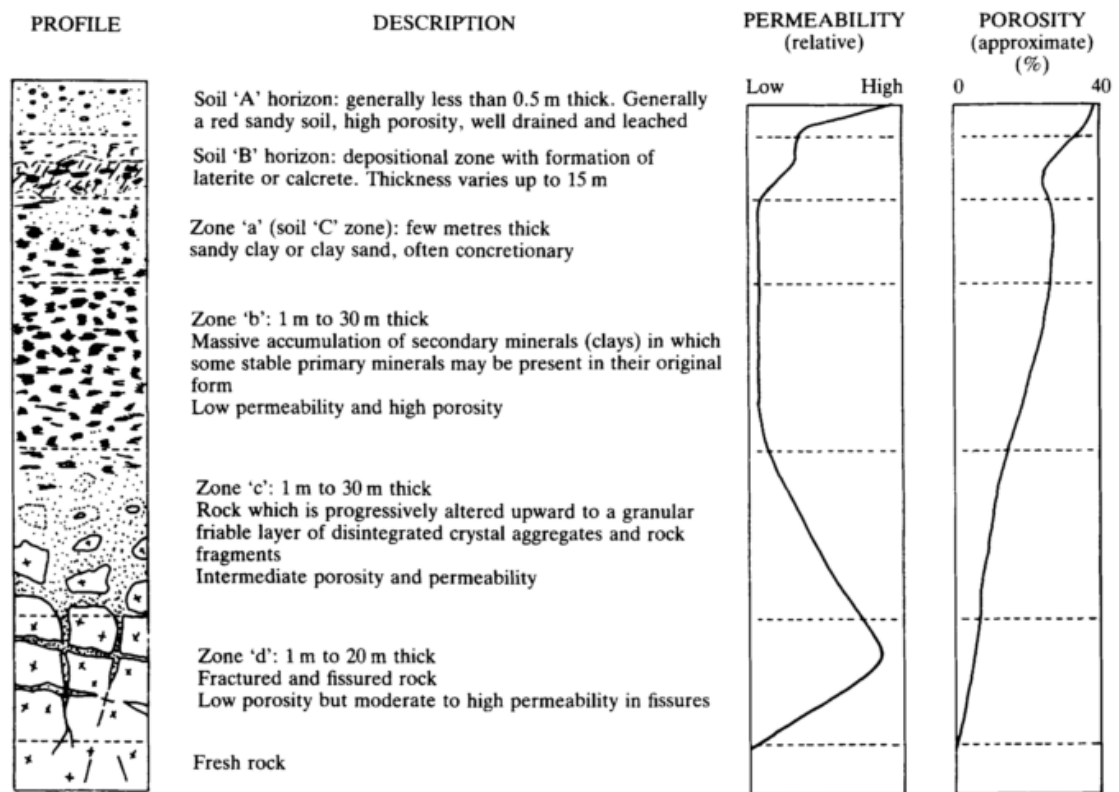 PROFILE
DESCRIPTION
PERMEABILITY
(relative)
POROSITY
(approximate)
(%)
Low High
0 40
Soil 'A' horizon: generally less than 0.5 m thick. Generally
a red sandy soil, high porosity, well drained and leached
Soil 'B' horizon: depositional zone with formation of
laterite or calcrete. Thickness varies up to 15 m
Zone 'a' (soil 'C' zone): few metres thick
sandy clay or clay sand, often concretionary
Zone 'b': 1 m to 30 m thick
Massive accumulation of secondary minerals (clays) in which
some stable primary minerals may be present in their original
form
Low permeability and high porosity
Zone 'c': 1 m to 30 m thick
Rock which is progressively altered upward to a granular
friable layer of disintegrated crystal aggregates and rock
fragments
Intermediate porosity and permeability
Zone 'd': 1 m to 20 m thick
Fractured and fissured rock
Low porosity but moderate to high permeability in fissures
Fresh rock